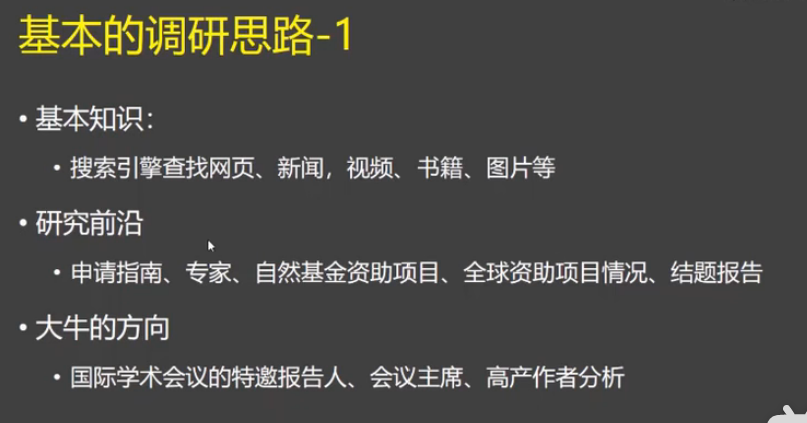 基本的调研思路-1
• 基本知识：
• 搜索引擎查找网页、新闻，视频、书籍、图片等
• 研究前沿
• 申请指南、专家、自然基金资助项目、全球资助项目情况、结题报告
• 大牛的方向
• 国际学术会议的特邀报告人、会议主席、高产作者分析